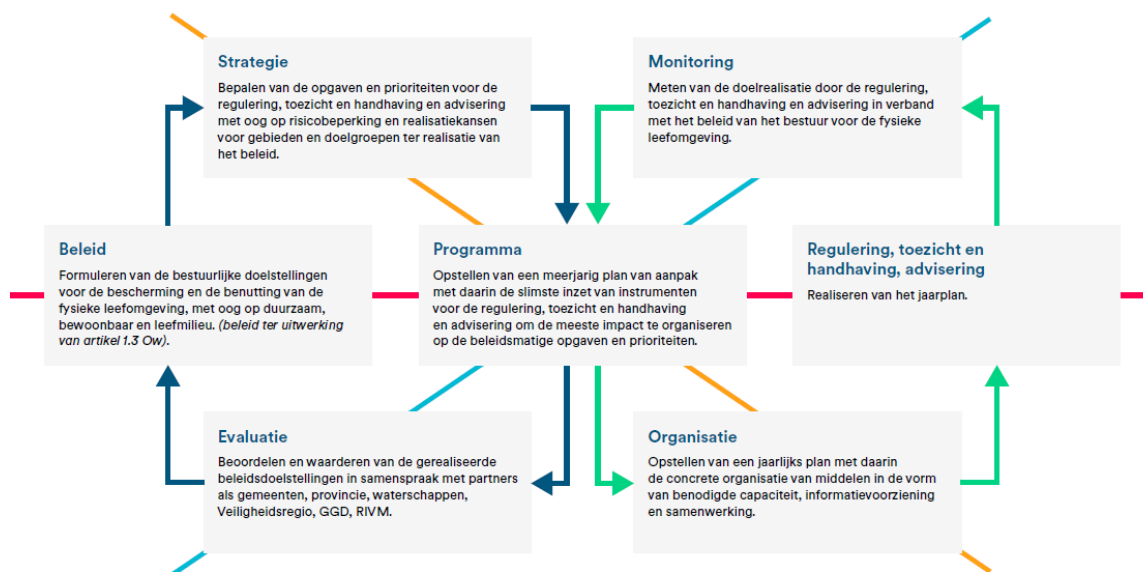 Strategie
Bepalen van de opgaven en prioriteiten voor de
regulering, toezicht en handhaving en advisering
met oog op risicobeperking en realisatiekansen
voor gebieden en doelgroepen ter realisatie van
het beleid.
Monitoring
Meten van de doelrealisatie door de regulering,
toezicht en handhaving en advisering in verband
met het beleid van het bestuur voor de fysieke
leefomgeving.
Beleid
Formuleren van de bestuurlijke doelstellingen
voor de bescherming en de benutting van de
fysieke leefomgeving, met oog op duurzaam,
bewoonbaar en leefmilieu. (beleid ter uitwerking
van artikel 1.3 Ow).
Programma
Opstellen van een meerjarig plan van aanpak
met daarin de slimste inzet van instrumenten
voor de regulering, toezicht en handhaving
en advisering om de meeste impact te organiseren
op de beleidsmatige opgaven en prioriteiten.
Regulering, toezicht en
handhaving, advisering
Realiseren van het jaarplan.
Evaluatie
Beoordelen en waarderen van de gerealiseerde
beleidsdoelstellingen in samenspraak met partners
als gemeenten, provincie, waterschappen,
Veiligheidsregio, GGD, RIVM.
Organisatie
Opstellen van een jaarlijks plan met daarin
de concrete organisatie van middelen in de vorm
van benodigde capaciteit, informatievoorziening
en samenwerking.